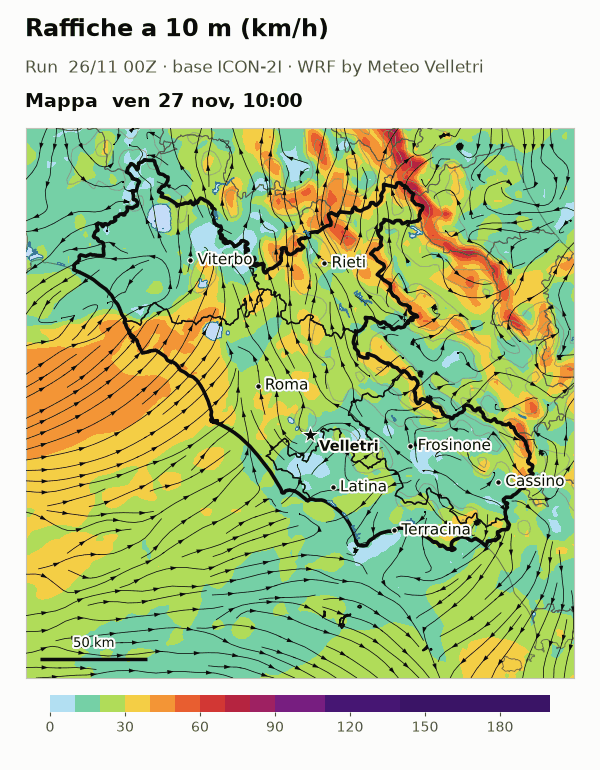 Raffiche a 10 m (km/h)
Run  26/11 00Z · base ICON-2I · WRF by Meteo Velletri
Mappa  ven 27 nov, 10:00
Viterbo
Rieti
Roma
Velletri
Frosinone
Latina
Cassino
Terracina
50 km
0 30 60 90 120 150 180